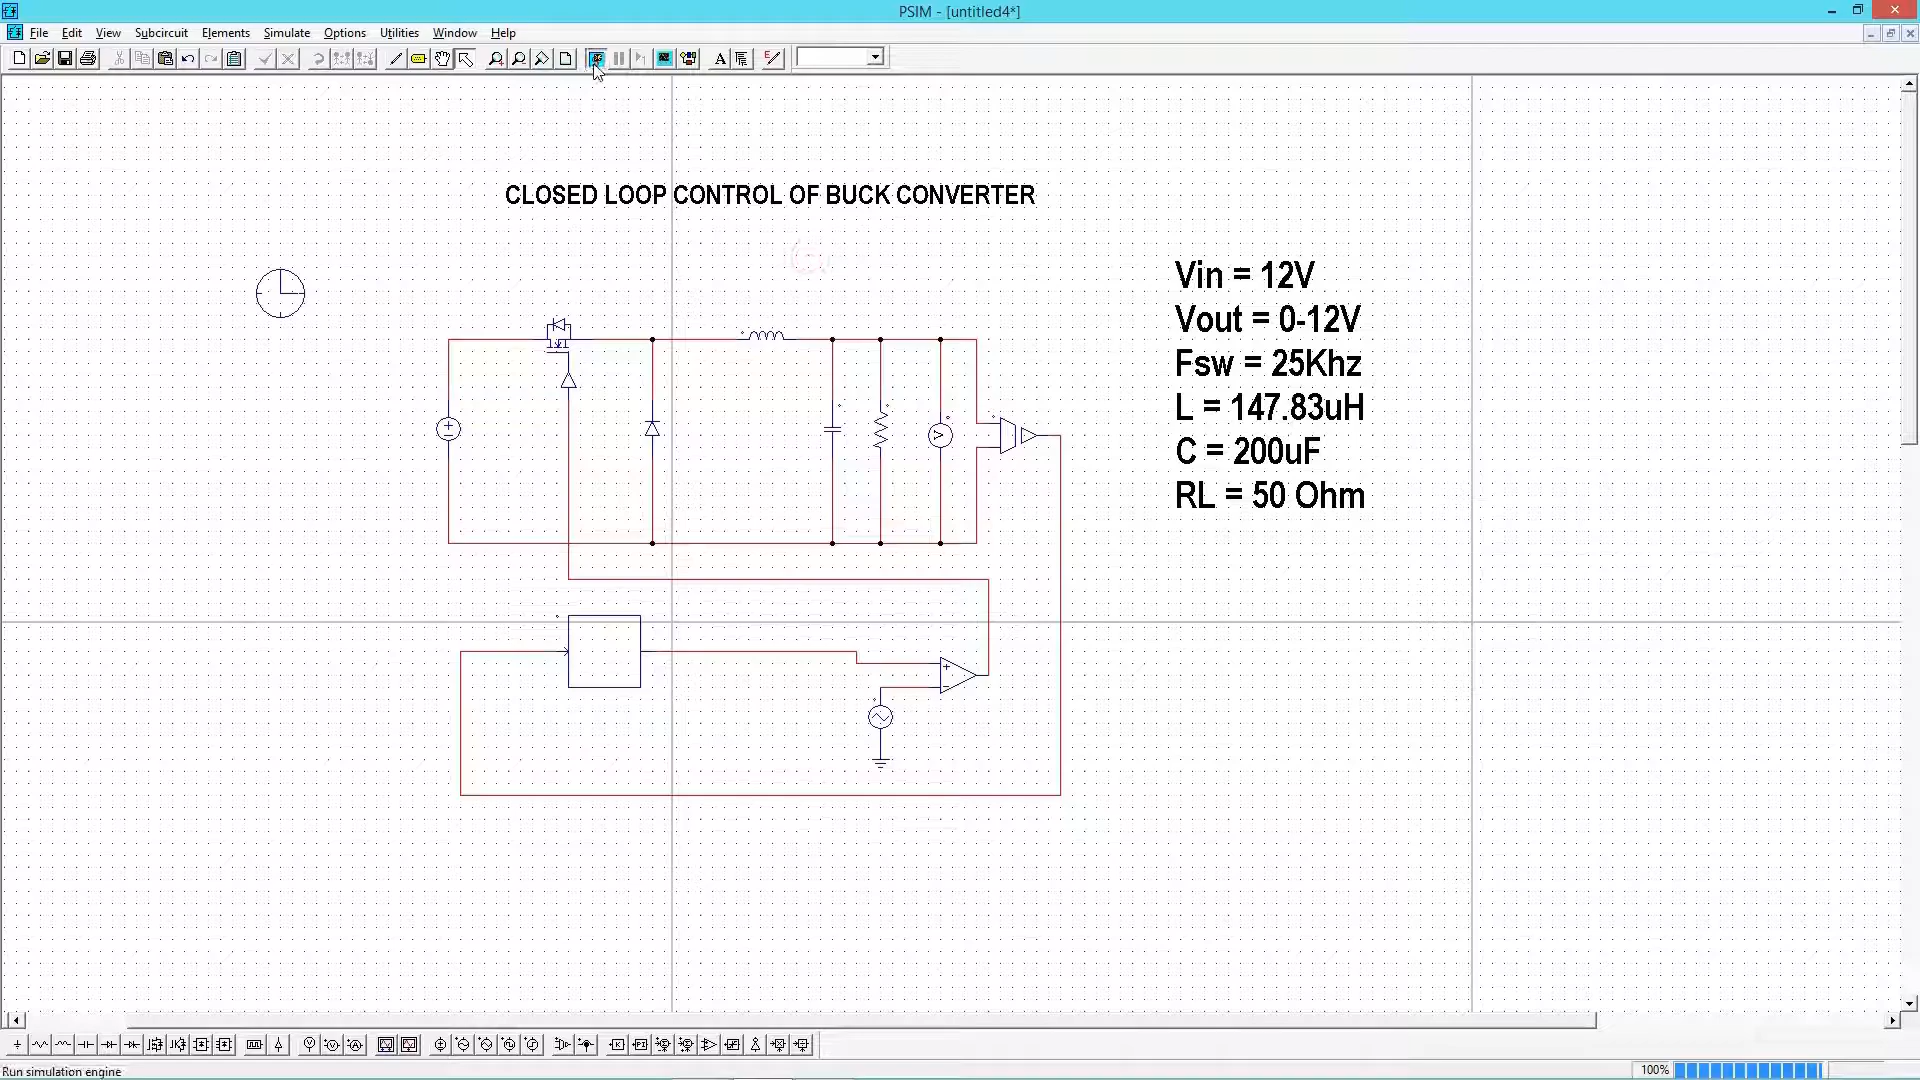 PSIM - [untitled4*]
File Edit View Subcircuit Elements Simulate Options Utilities Window Help
CLOSED LOOP CONTROL OF BUCK CONVERTER
Vin = 12V
Vout = 0-12V
Fsw = 25Khz
L = 147.83uH
C = 200uF
RL = 50 Ohm
Run simulation engine
100%